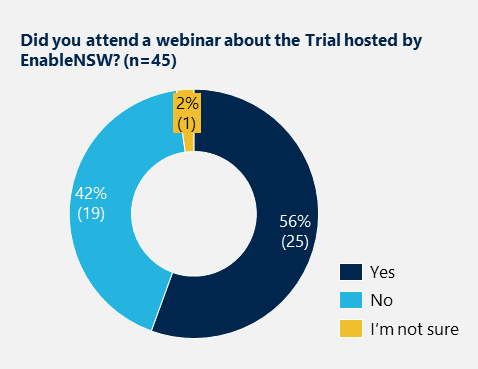 Did you attend a webinar about the Trial hosted by
EnableNSW? (n=45)
2%
(1)
42%
(19)
56%
(25)
Yes
No
I'm not sure